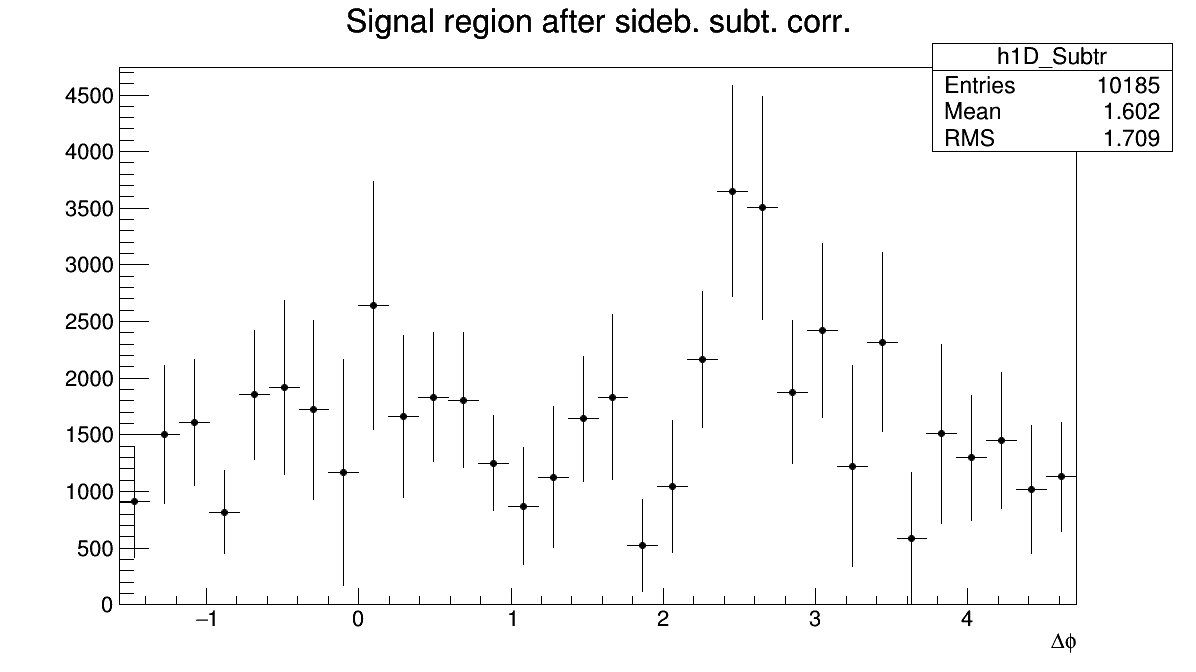 Signal region after sideb. subt. corr.
h1D_Subtr
Entries 10185
Mean 1.602
RMS 1.709
4500
4000
3500
3000
2500
2000
1500
1000
500
0
−1 0 1 2 3 4
Δϕ